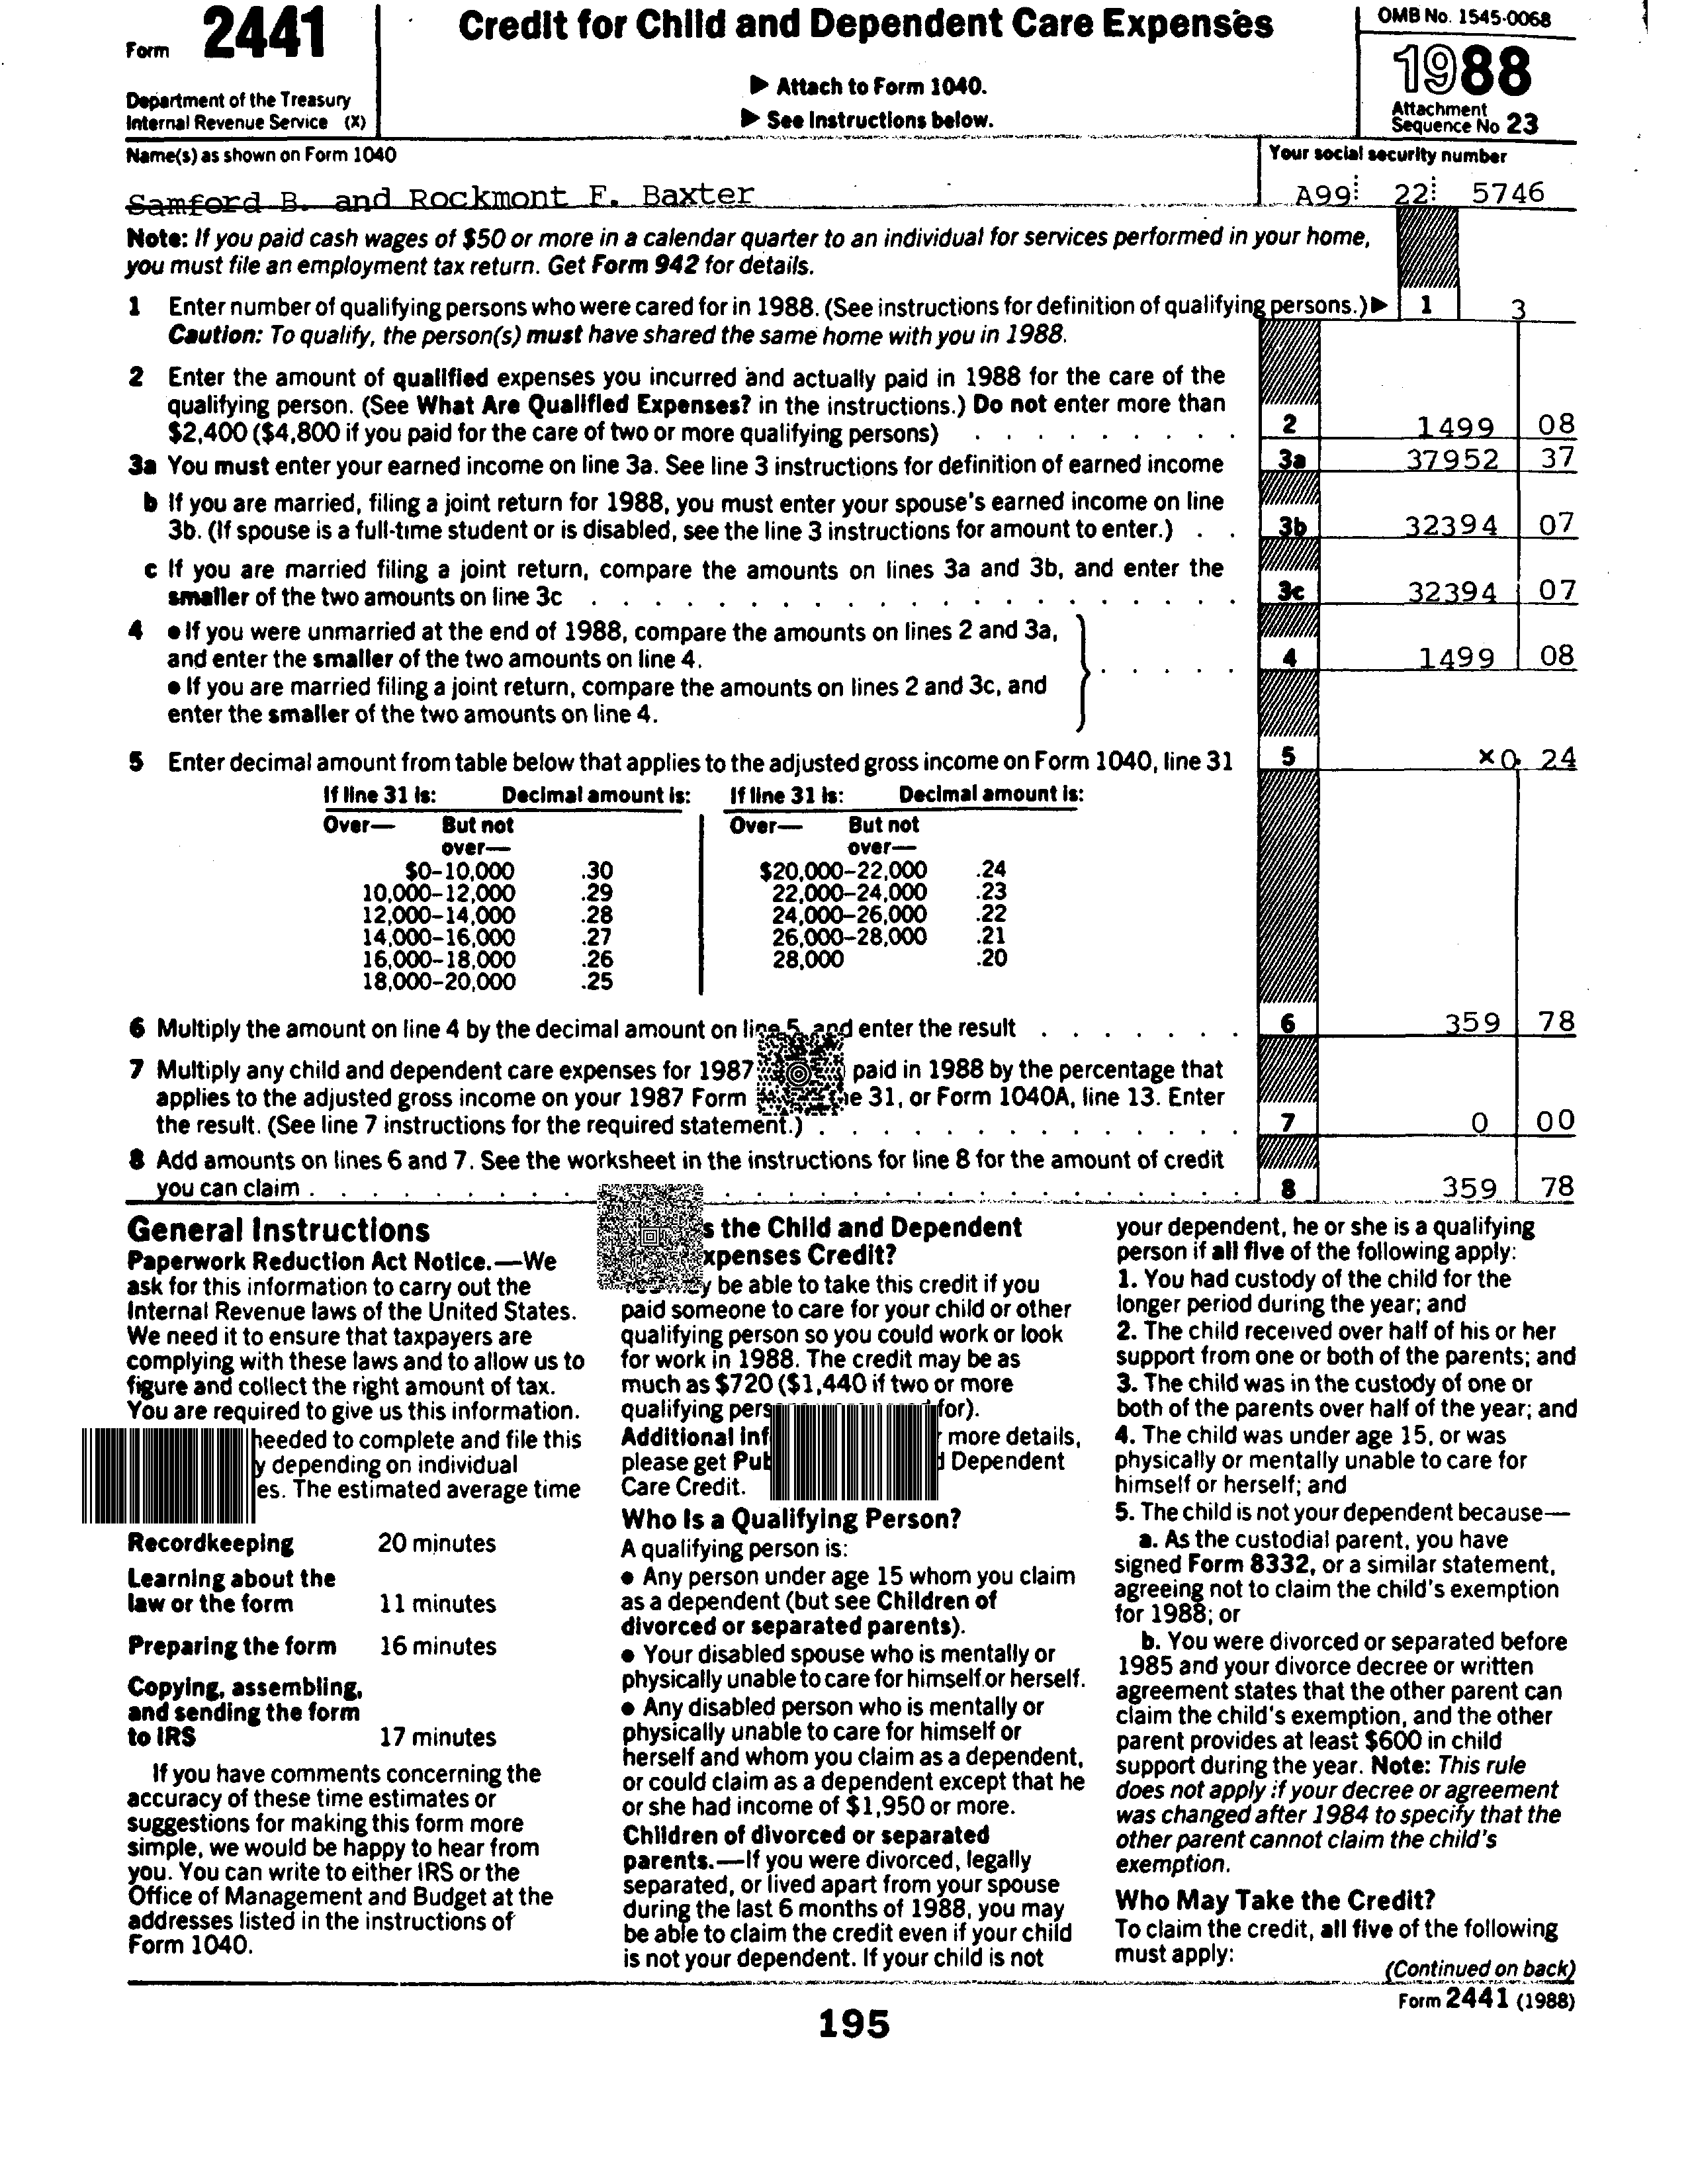 Form 2441
Credit for Child and Dependent Care Expenses
OMB No. 1545-0068
1988
▶ Attach to Form 1040.
▶ See Instructions below.
Department of the Treasury
Internal Revenue Service (X)
Attachment
Sequence No 23
Name(s) as shown on Form 1040
Your social security number
Samford B. and Rockmont F. Baxter
A99 22 5746
Note: If you paid cash wages of $50 or more in a calendar quarter to an individual for services performed in your home,
you must file an employment tax return. Get Form 942 for details.
1 Enter number of qualifying persons who were cared for in 1988. (See instructions for definition of qualifying persons.)▶ 1 3
Caution: To qualify, the person(s) must have shared the same home with you in 1988.
2 Enter the amount of qualified expenses you incurred and actually paid in 1988 for the care of the
qualifying person. (See What Are Qualified Expenses? in the instructions.) Do not enter more than
$2,400 ($4,800 if you paid for the care of two or more qualifying persons) . . . . . . . . . 2 1499 08
3a You must enter your earned income on line 3a. See line 3 instructions for definition of earned income 3a 37952 37
b If you are married, filing a joint return for 1988, you must enter your spouse's earned income on line
3b. (If spouse is a full-time student or is disabled, see the line 3 instructions for amount to enter.) . . 3b 32394 07
c If you are married filing a joint return, compare the amounts on lines 3a and 3b, and enter the
smaller of the two amounts on line 3c . . . . . . . . . . . . . . . . . . 3c 32394 07
4 ● If you were unmarried at the end of 1988, compare the amounts on lines 2 and 3a,
and enter the smaller of the two amounts on line 4. . . . . . 4 1499 08
● If you are married filing a joint return, compare the amounts on lines 2 and 3c, and
enter the smaller of the two amounts on line 4.
5 Enter decimal amount from table below that applies to the adjusted gross income on Form 1040, line 31 5 ×0. 24
If line 31 is: Decimal amount is: If line 31 is: Decimal amount is:
Over— But not over— Over— But not over—
$0–10,000 .30 $20,000–22,000 .24
10,000–12,000 .29 22,000–24,000 .23
12,000–14,000 .28 24,000–26,000 .22
14,000–16,000 .27 26,000–28,000 .21
16,000–18,000 .26 28,000 .20
18,000–20,000 .25
6 Multiply the amount on line 4 by the decimal amount on line 5, and enter the result . . . . . . . 6 359 78
7 Multiply any child and dependent care expenses for 1987 paid in 1988 by the percentage that
applies to the adjusted gross income on your 1987 Form e 31, or Form 1040A, line 13. Enter
the result. (See line 7 instructions for the required statement.) . . . . . . . . . . . . . 7 0 00
8 Add amounts on lines 6 and 7. See the worksheet in the instructions for line 8 for the amount of credit
you can claim . . . . . . . . . . . . . . . . . . . . . . . 8 359 78
General Instructions
Paperwork Reduction Act Notice.—We
ask for this information to carry out the
Internal Revenue laws of the United States.
We need it to ensure that taxpayers are
complying with these laws and to allow us to
figure and collect the right amount of tax.
You are required to give us this information.
needed to complete and file this
y depending on individual
es. The estimated average time
Recordkeeping 20 minutes
Learning about the
law or the form 11 minutes
Preparing the form 16 minutes
Copying, assembling,
and sending the form
to IRS 17 minutes
If you have comments concerning the
accuracy of these time estimates or
suggestions for making this form more
simple, we would be happy to hear from
you. You can write to either IRS or the
Office of Management and Budget at the
addresses listed in the instructions of
Form 1040.
s the Child and Dependent
xpenses Credit?
y be able to take this credit if you
paid someone to care for your child or other
qualifying person so you could work or look
for work in 1988. The credit may be as
much as $720 ($1,440 if two or more
qualifying pers for).
Additional Inf more details,
please get Pub d Dependent
Care Credit.
Who Is a Qualifying Person?
A qualifying person is:
● Any person under age 15 whom you claim
as a dependent (but see Children of
divorced or separated parents).
● Your disabled spouse who is mentally or
physically unable to care for himself or herself.
● Any disabled person who is mentally or
physically unable to care for himself or
herself and whom you claim as a dependent,
or could claim as a dependent except that he
or she had income of $1,950 or more.
Children of divorced or separated
parents.—If you were divorced, legally
separated, or lived apart from your spouse
during the last 6 months of 1988, you may
be able to claim the credit even if your child
is not your dependent. If your child is not
your dependent, he or she is a qualifying
person if all five of the following apply:
1. You had custody of the child for the
longer period during the year; and
2. The child received over half of his or her
support from one or both of the parents; and
3. The child was in the custody of one or
both of the parents over half of the year; and
4. The child was under age 15, or was
physically or mentally unable to care for
himself or herself; and
5. The child is not your dependent because—
a. As the custodial parent, you have
signed Form 8332, or a similar statement,
agreeing not to claim the child's exemption
for 1988; or
b. You were divorced or separated before
1985 and your divorce decree or written
agreement states that the other parent can
claim the child's exemption, and the other
parent provides at least $600 in child
support during the year. Note: This rule
does not apply if your decree or agreement
was changed after 1984 to specify that the
other parent cannot claim the child's
exemption.
Who May Take the Credit?
To claim the credit, all five of the following
must apply:
(Continued on back)
Form 2441 (1988)
195